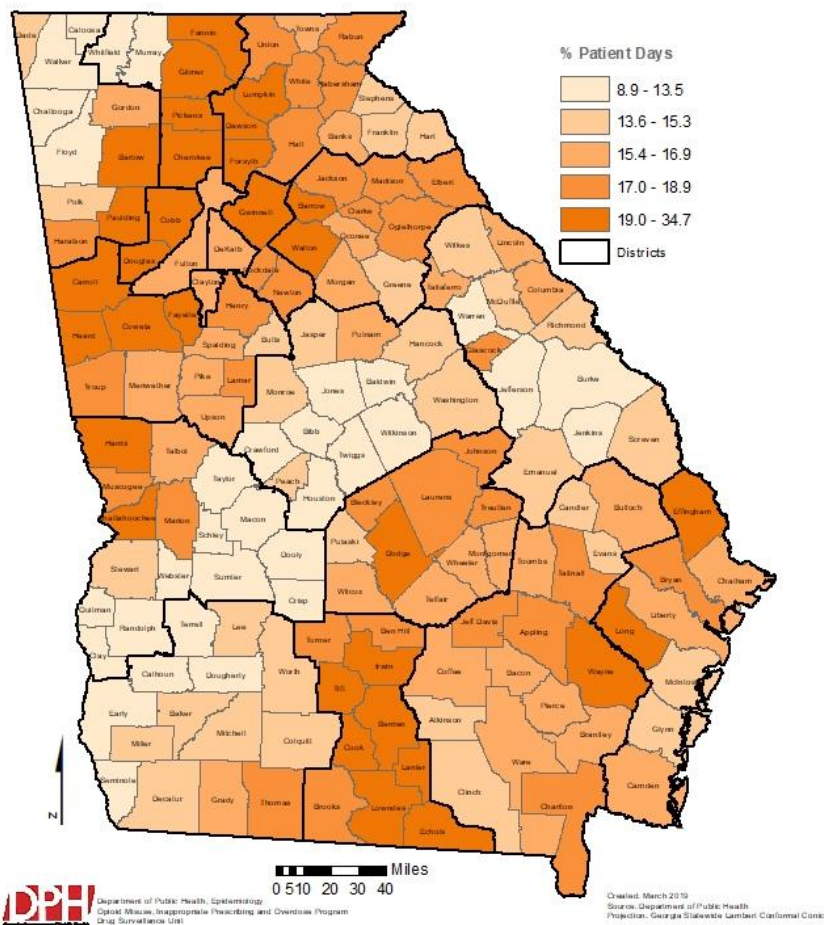 % Patient Days
8.9 - 13.5
13.6 - 15.3
15.4 - 16.9
17.0 - 18.9
19.0 - 34.7
Districts
Dade
Catoosa
Whitfield
Murray
Fannin
Union
Towns
Rabun
Walker
Gilmer
Lumpkin
White
Habersham
Stephens
Chattooga
Gordon
Pickens
Dawson
Banks
Franklin
Hart
Floyd
Bartow
Cherokee
Forsyth
Hall
Polk
Paulding
Cobb
Gwinnett
Barrow
Jackson
Madison
Elbert
Clarke
Oglethorpe
Oconee
Haralson
Douglas
Fulton
DeKalb
Rockdale
Walton
Wilkes
Lincoln
Carroll
Clayton
Henry
Newton
Morgan
Greene
Taliaferro
McDuffie
Columbia
Heard
Coweta
Fayette
Spalding
Butts
Jasper
Putnam
Hancock
Warren
Richmond
Glascock
Troup
Meriwether
Pike
Lamar
Monroe
Jones
Baldwin
Washington
Jefferson
Burke
Upson
Harris
Talbot
Crawford
Bibb
Twiggs
Wilkinson
Johnson
Emanuel
Jenkins
Screven
Muscogee
Chattahoochee
Marion
Taylor
Peach
Houston
Bleckley
Laurens
Treutlen
Candler
Bulloch
Effingham
Schley
Macon
Dooly
Pulaski
Dodge
Wheeler
Montgomery
Toombs
Tattnall
Evans
Bryan
Chatham
Stewart
Webster
Sumter
Crisp
Wilcox
Telfair
Liberty
Quitman
Randolph
Terrell
Lee
Turner
Ben Hill
Jeff Davis
Appling
Long
Wayne
McIntosh
Clay
Calhoun
Dougherty
Worth
Tift
Irwin
Coffee
Bacon
Pierce
Early
Baker
Mitchell
Colquitt
Berrien
Atkinson
Ware
Brantley
Glynn
Miller
Cook
Lanier
Clinch
Charlton
Camden
Seminole
Decatur
Grady
Thomas
Brooks
Lowndes
Echols
N
Miles
0 5 10 20 30 40
DPH
Department of Public Health, Epidemiology
Opioid Misuse, Inappropriate Prescribing and Overdose Program
Drug Surveillance Unit
Created: March 2019
Source: Department of Public Health
Projection: Georgia Statewide Lambert Conformal Conic